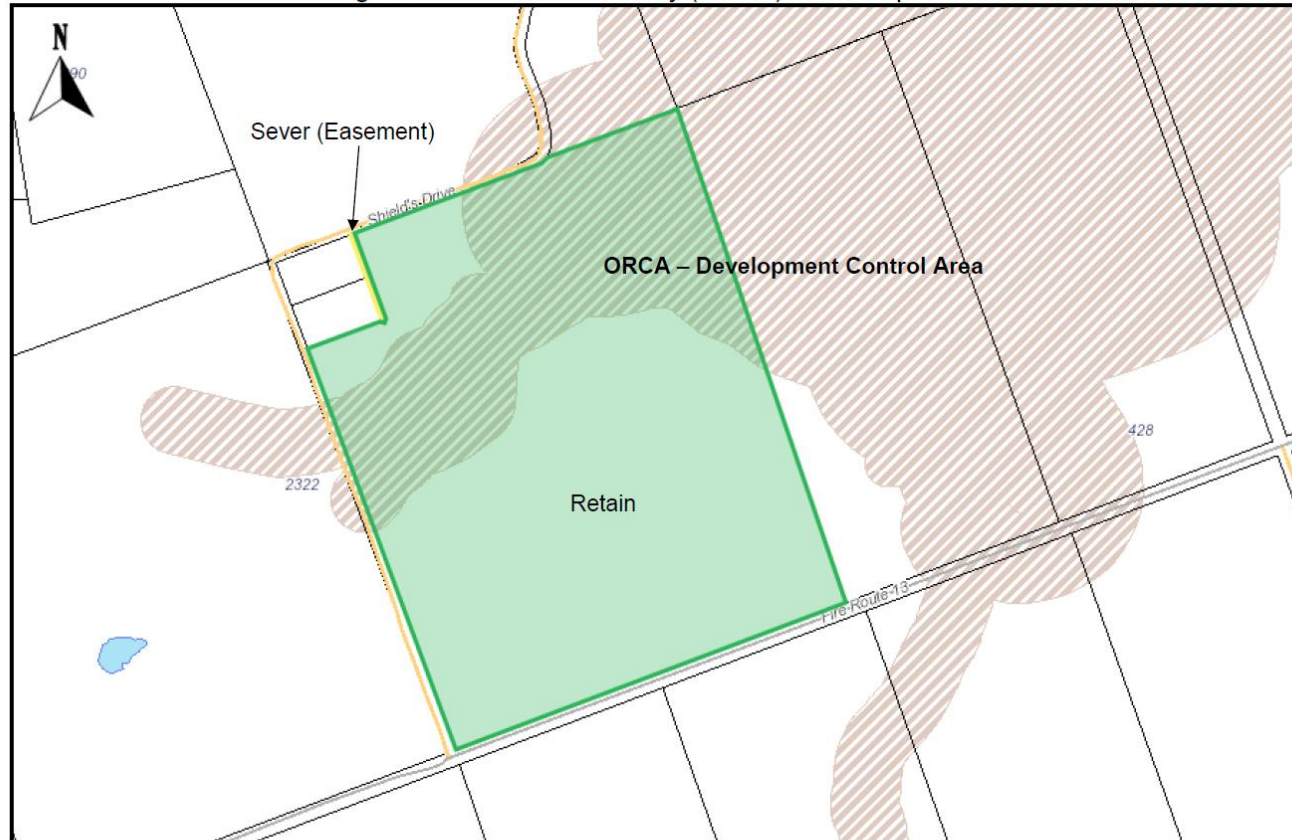 N
90
Sever (Easement)
Shield's Drive
ORCA – Development Control Area
428
2322
Retain
Fire Route 13